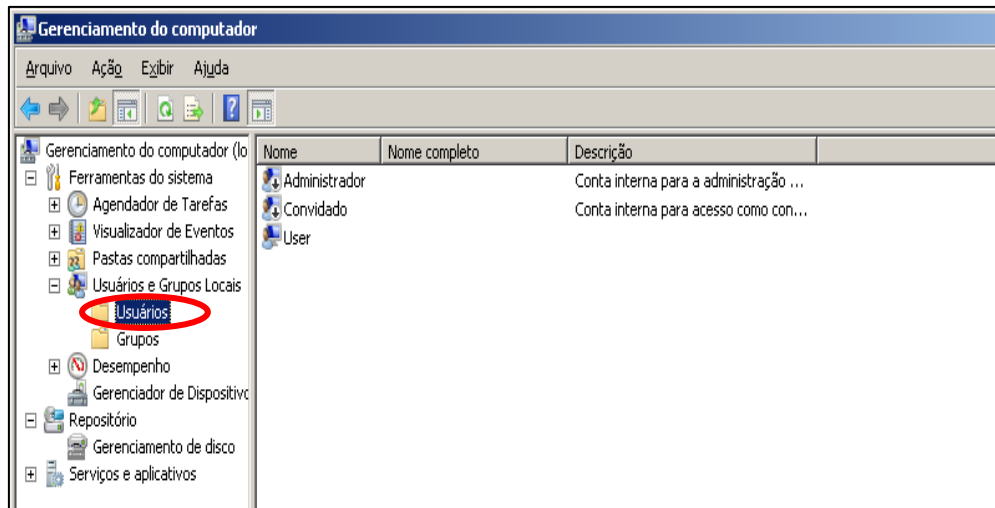 Gerenciamento do computador
Arquivo Ação Exibir Ajuda
Gerenciamento do computador (lo
Ferramentas do sistema
Agendador de Tarefas
Visualizador de Eventos
Pastas compartilhadas
Usuários e Grupos Locais
Usuários
Grupos
Desempenho
Gerenciador de Dispositivo
Repositório
Gerenciamento de disco
Serviços e aplicativos
Nome Nome completo Descrição
Administrador Conta interna para a administração ...
Convidado Conta interna para acesso como con...
User